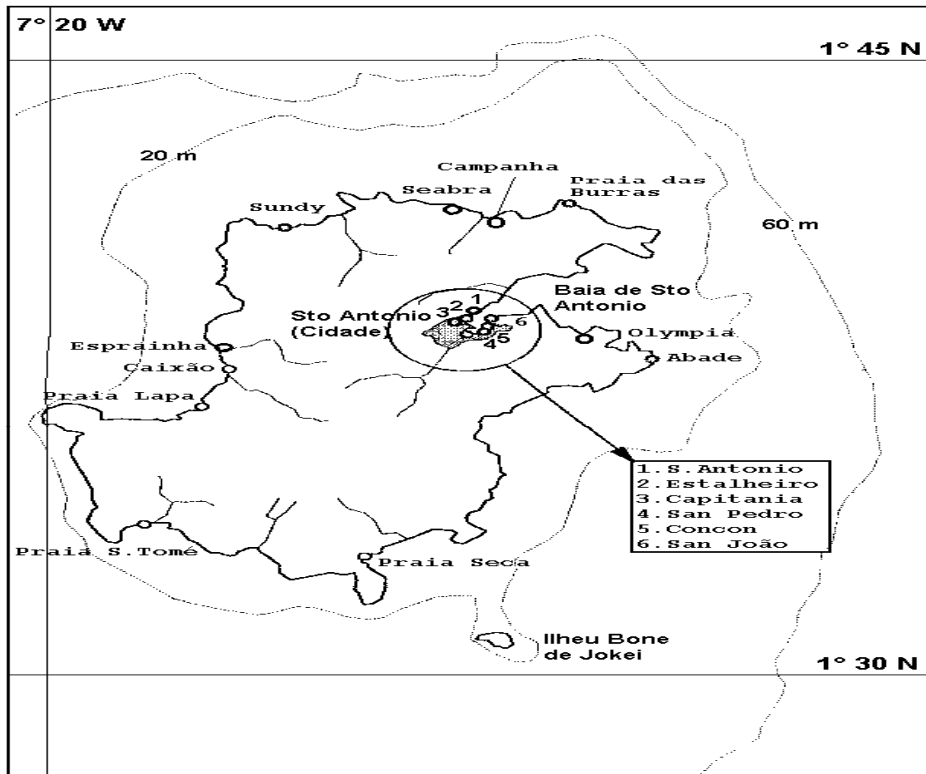 7° 20 W
1° 45 N
20 m
Campanha
Seabra
Praia das
Burras
Sundy
60 m
Baia de Sto
Antonio
1
2
3
Sto Antonio
(Cidade)
6
5
4
Olympia
Abade
Esprainha
Caixão
Praia Lapa
1.S.Antonio
2.Estalheiro
3.Capitania
4.San Pedro
5.Concon
6.San João
Praia S.Tomé
Praia Seca
Ilheu Bone
de Jokei
1° 30 N